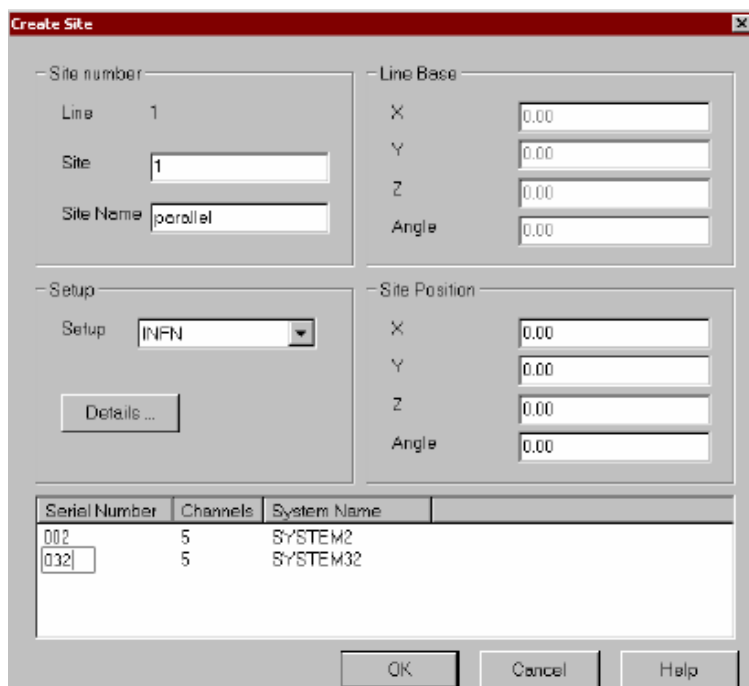 Create Site
Site number
Line 1
Site 1
Site Name parallel
Line Base
X 0.00
Y 0.00
Z 0.00
Angle 0.00
Setup
Setup INFN
Details ...
Site Position
X 0.00
Y 0.00
Z 0.00
Angle 0.00
Serial Number Channels System Name
002 5 SYSTEM2
032 5 SYSTEM32
OK Cancel Help